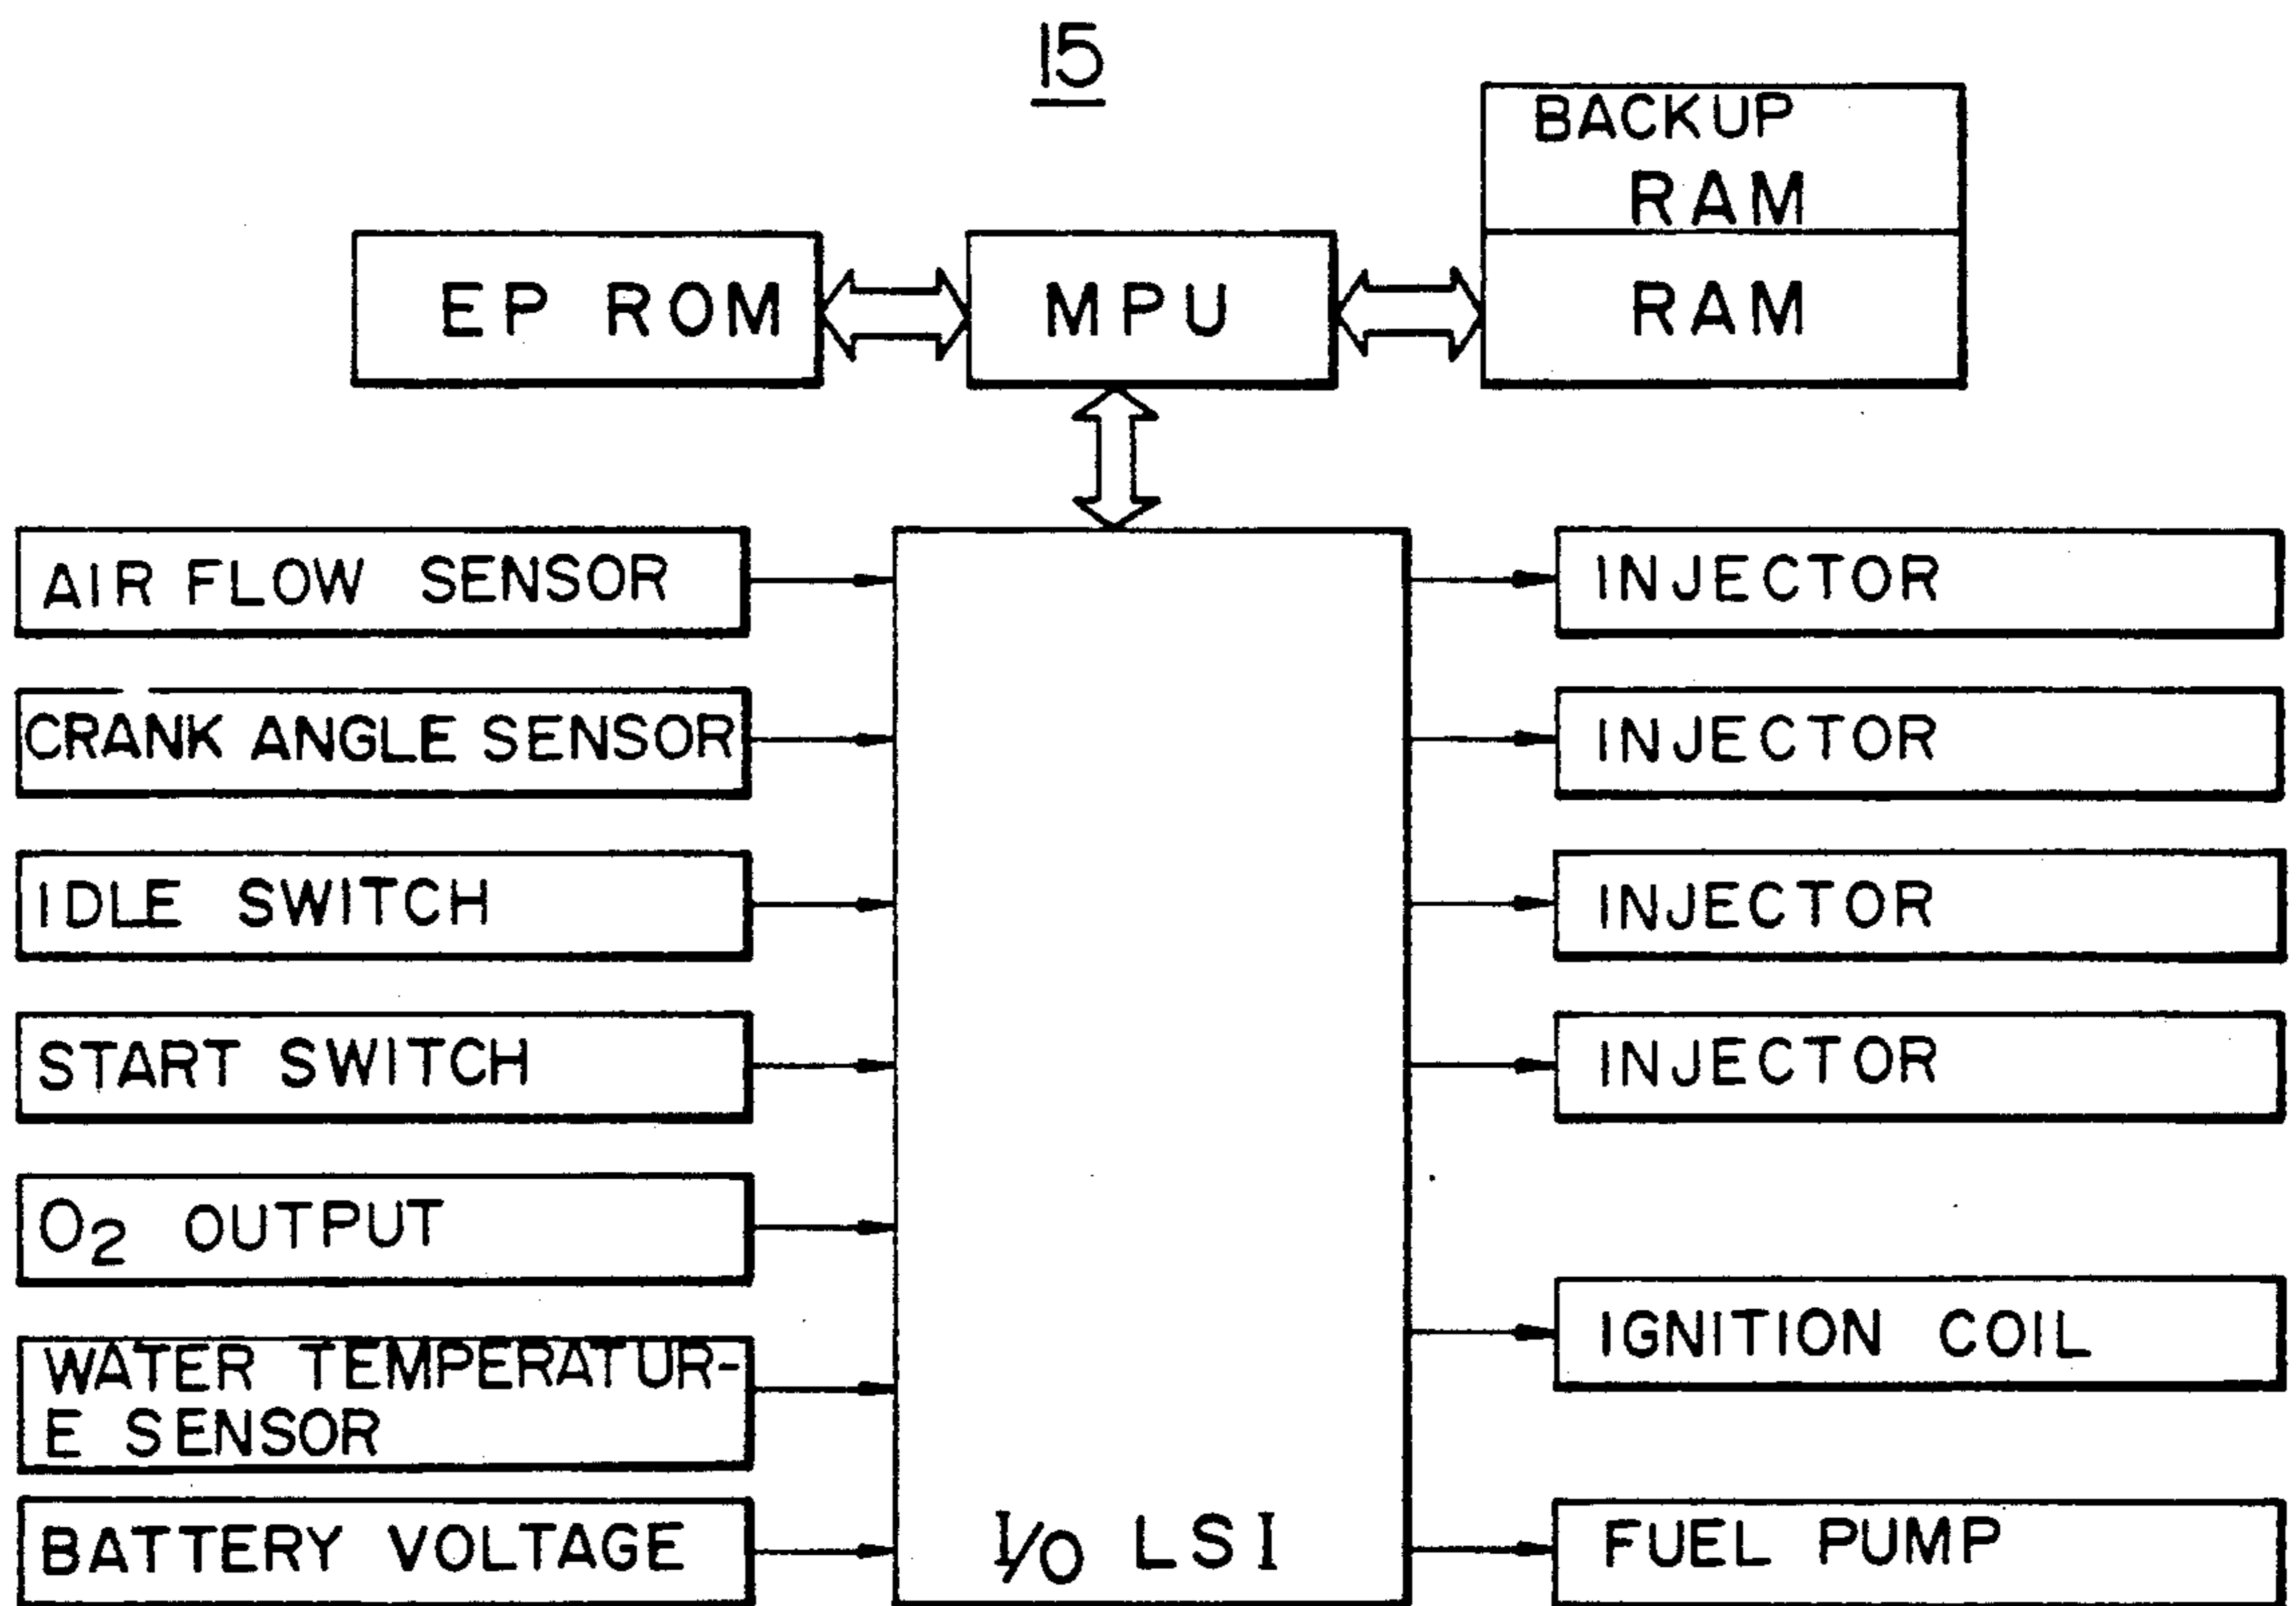 15
BACKUP
RAM
EP ROM
MPU
RAM
AIR FLOW SENSOR
CRANK ANGLE SENSOR
IDLE SWITCH
START SWITCH
O₂ OUTPUT
WATER TEMPERATUR-
E SENSOR
BATTERY VOLTAGE
I/O LSI
INJECTOR
INJECTOR
INJECTOR
INJECTOR
IGNITION COIL
FUEL PUMP